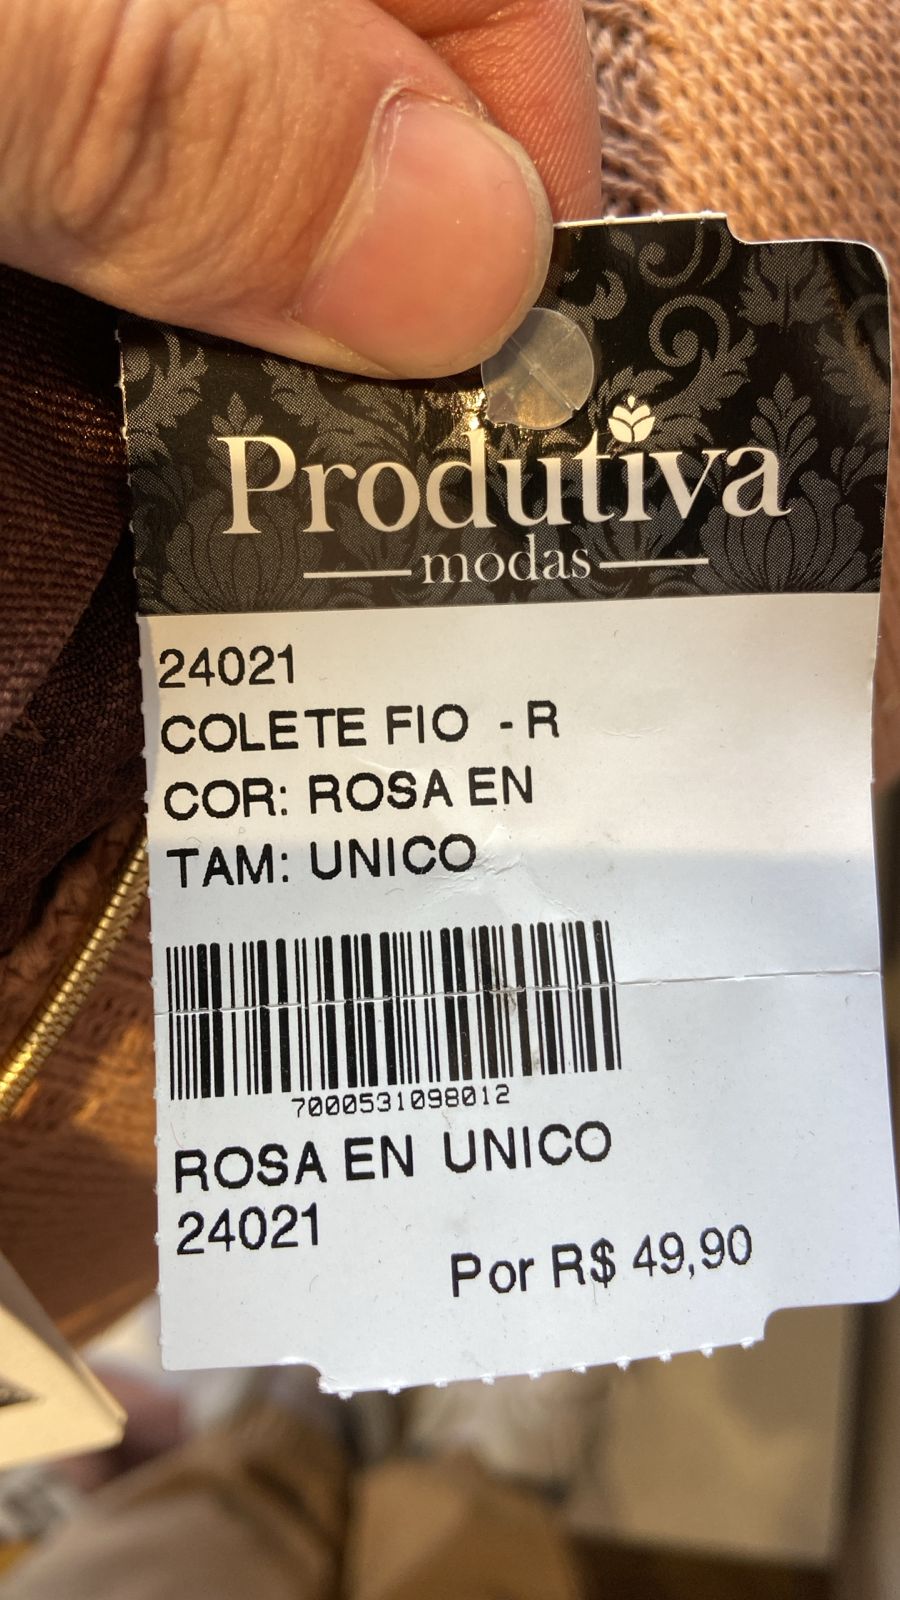 Produtiva
modas
24021
COLETE FIO - R
COR: ROSA EN
TAM: UNICO
7000531098012
ROSA EN UNICO
24021
Por R$ 49,90